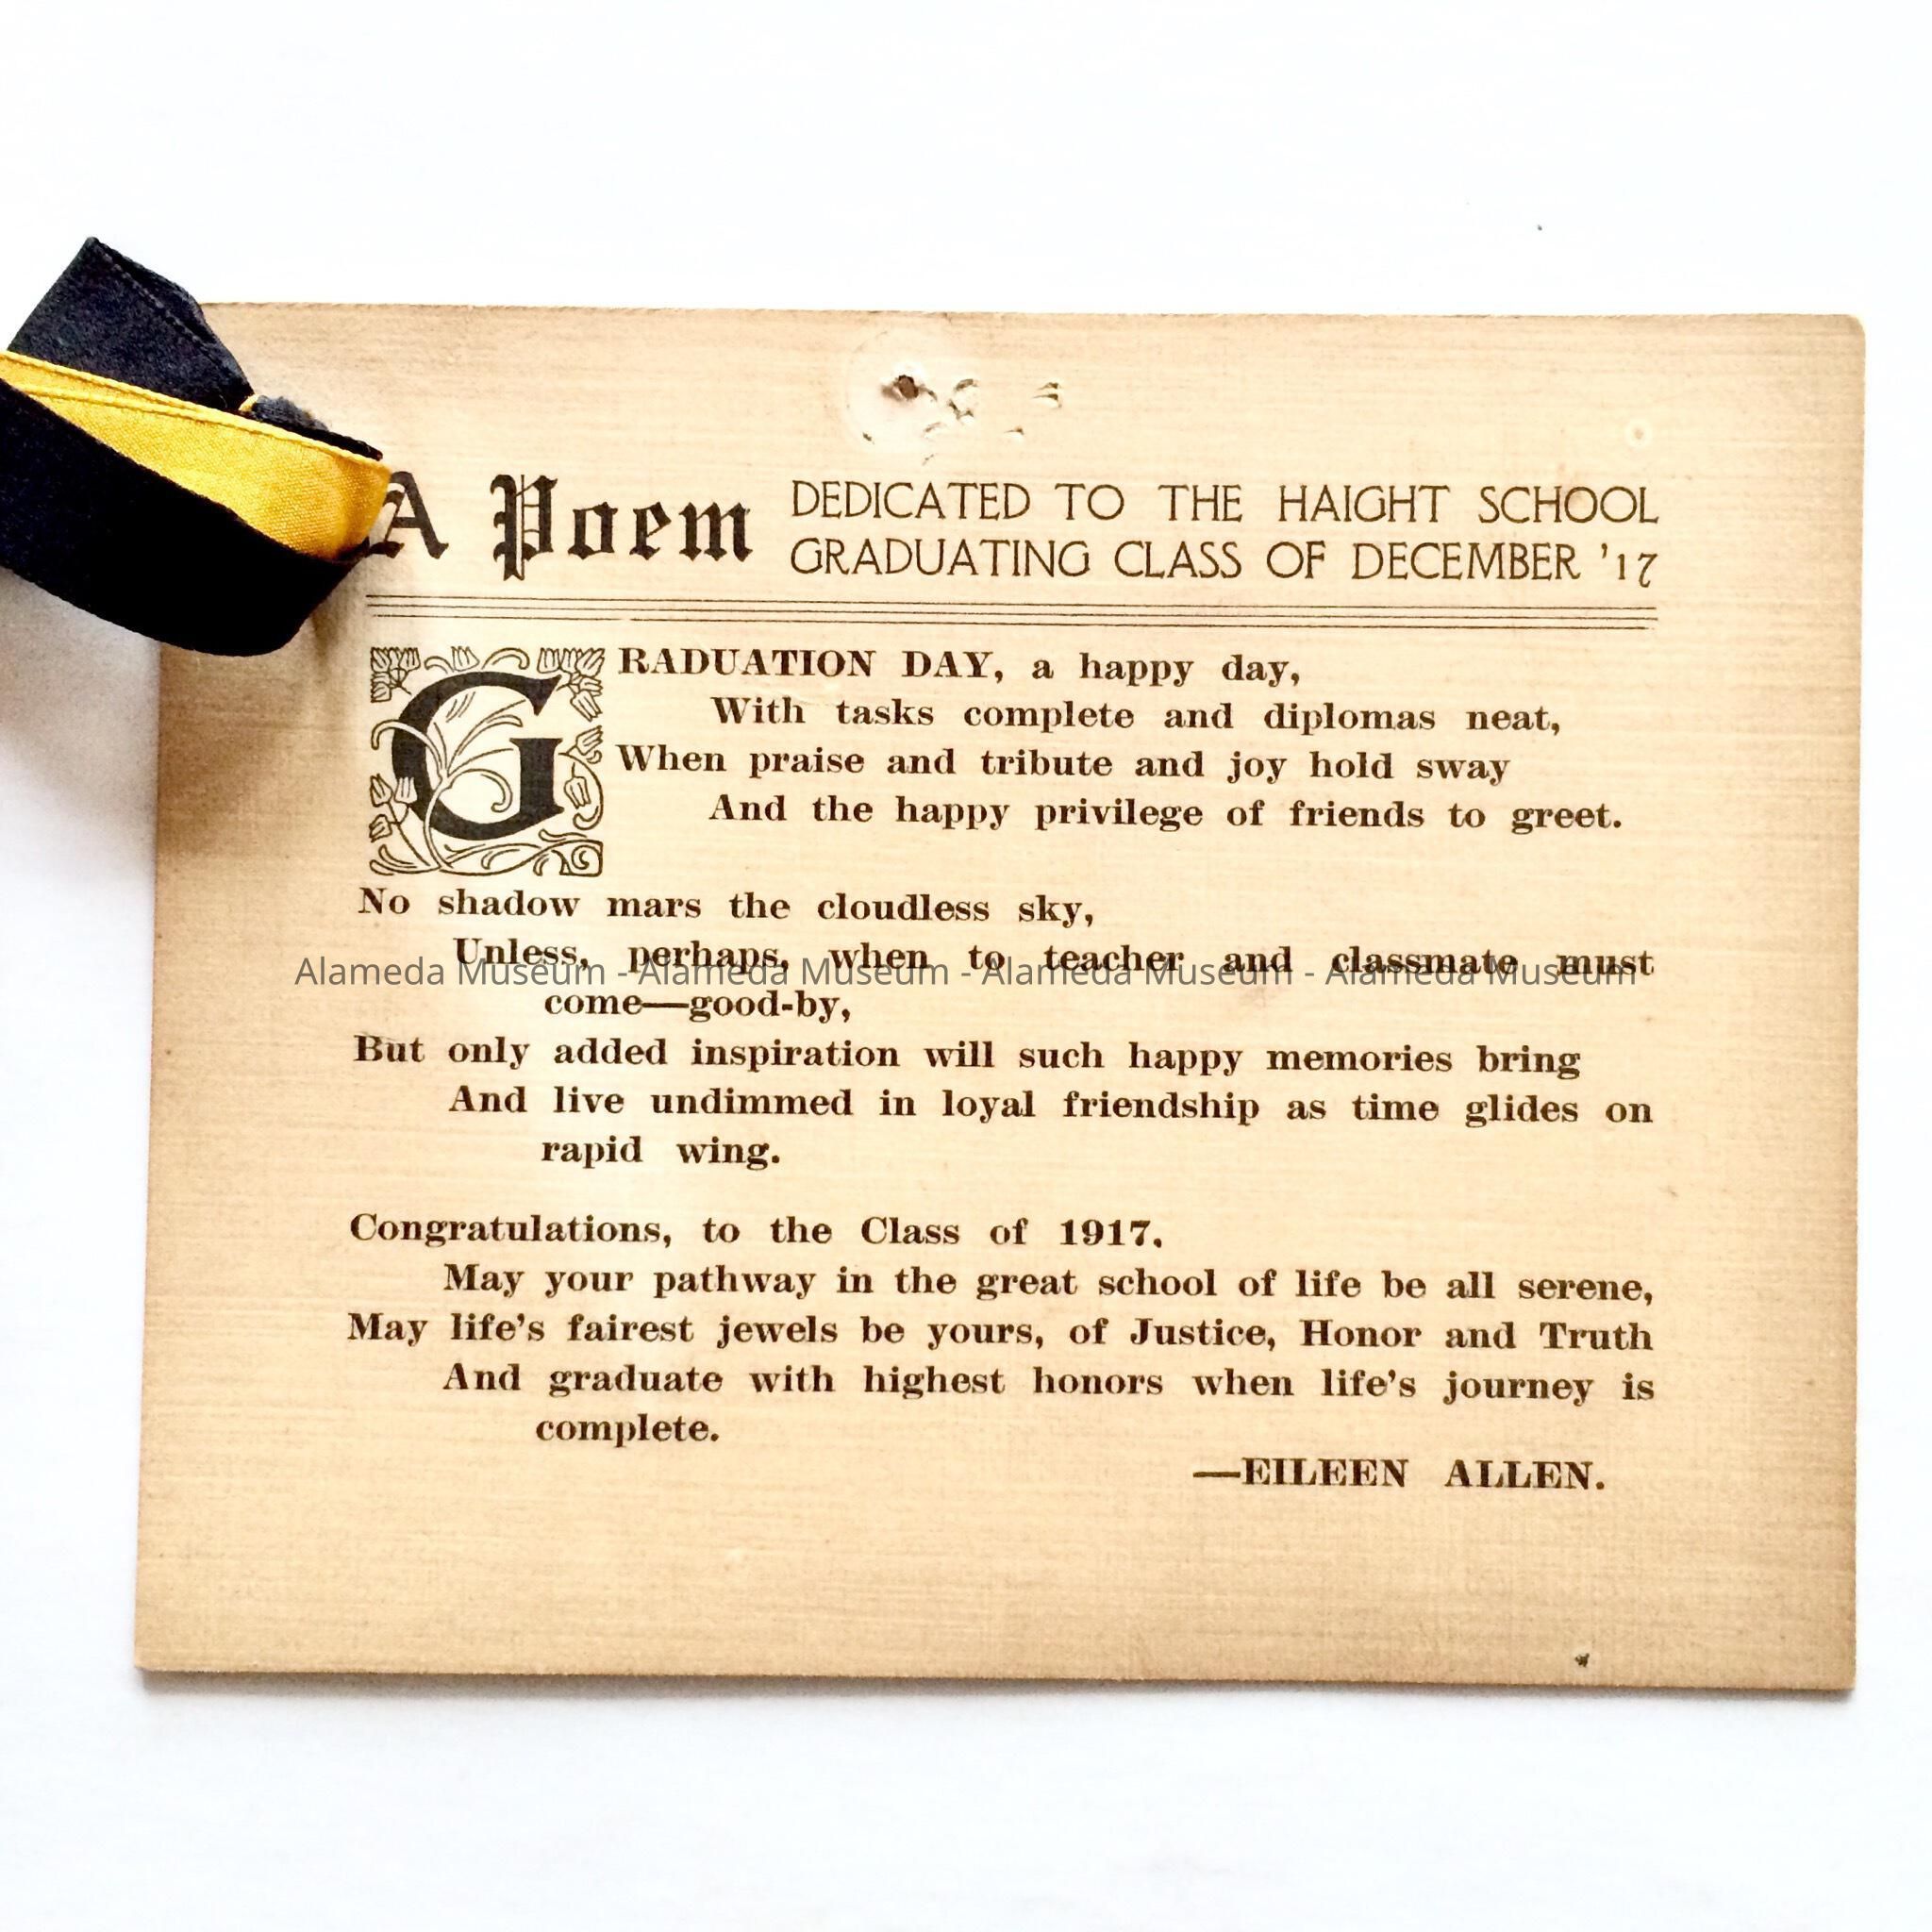 A Poem DEDICATED TO THE HAIGHT SCHOOL
GRADUATING CLASS OF DECEMBER '17
GRADUATION DAY, a happy day,
With tasks complete and diplomas neat,
When praise and tribute and joy hold sway
And the happy privilege of friends to greet.
No shadow mars the cloudless sky,
Unless, perhaps, when to teacher and classmate must
Alameda Museum - Alameda Museum - Alameda Museum - Alameda Museum
come—good-by,
But only added inspiration will such happy memories bring
And live undimmed in loyal friendship as time glides on
rapid wing.
Congratulations, to the Class of 1917.
May your pathway in the great school of life be all serene,
May life's fairest jewels be yours, of Justice, Honor and Truth
And graduate with highest honors when life's journey is
complete.
—EILEEN ALLEN.